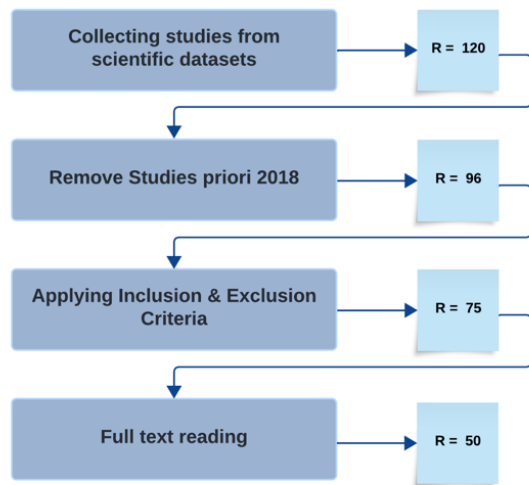 Collecting studies from
scientific datasets
R = 120
Remove Studies priori 2018
R = 96
Applying Inclusion & Exclusion
Criteria
R = 75
Full text reading
R = 50